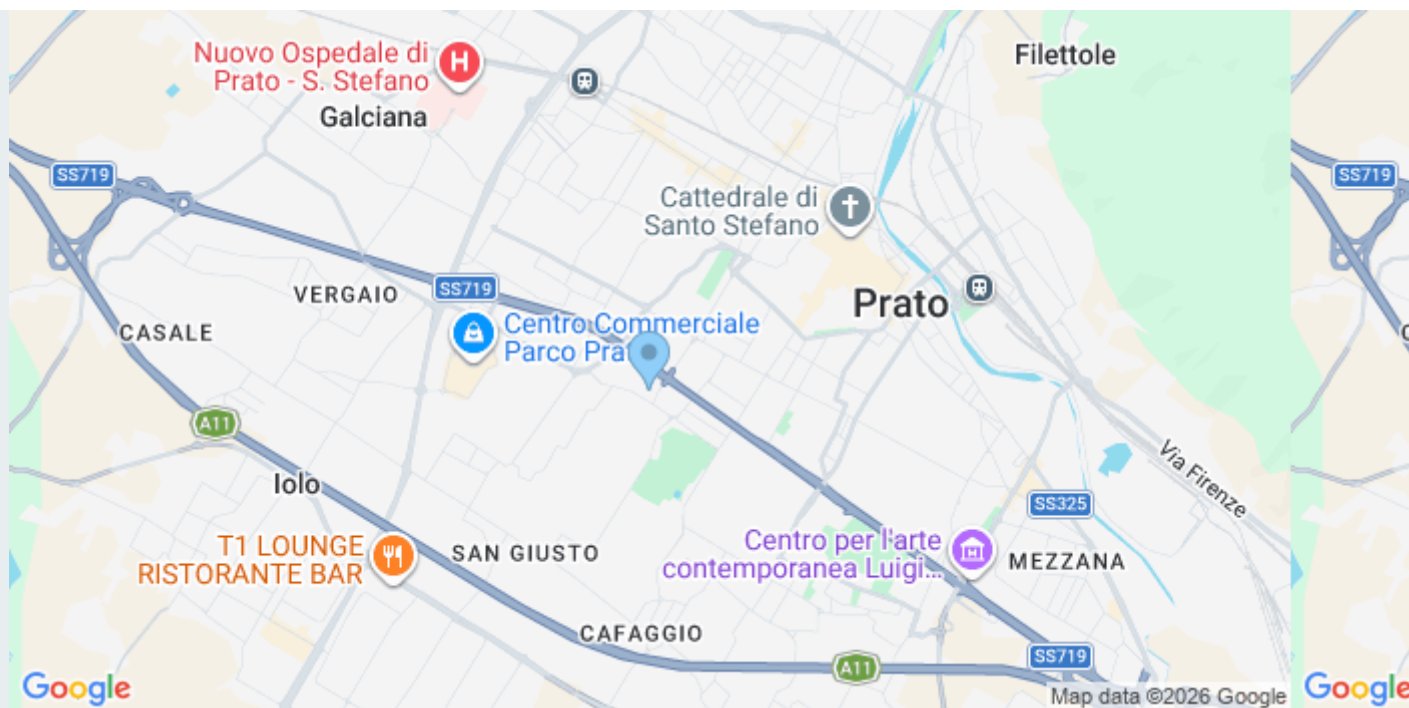 Nuovo Ospedale di
Prato - S. Stefano
Galciana
Filettole
SS719
SS719
Cattedrale di
Santo Stefano
VERGAIO
SS719
Prato
CASALE
Centro Commerciale
Parco
A11
Iolo
Via Firenze
SS325
T1 LOUNGE
RISTORANTE BAR
SAN GIUSTO
Centro per l'arte
contemporanea Luigi...
MEZZANA
CAFAGGIO
A11
SS719
Google
Map data ©2026 Google
Google